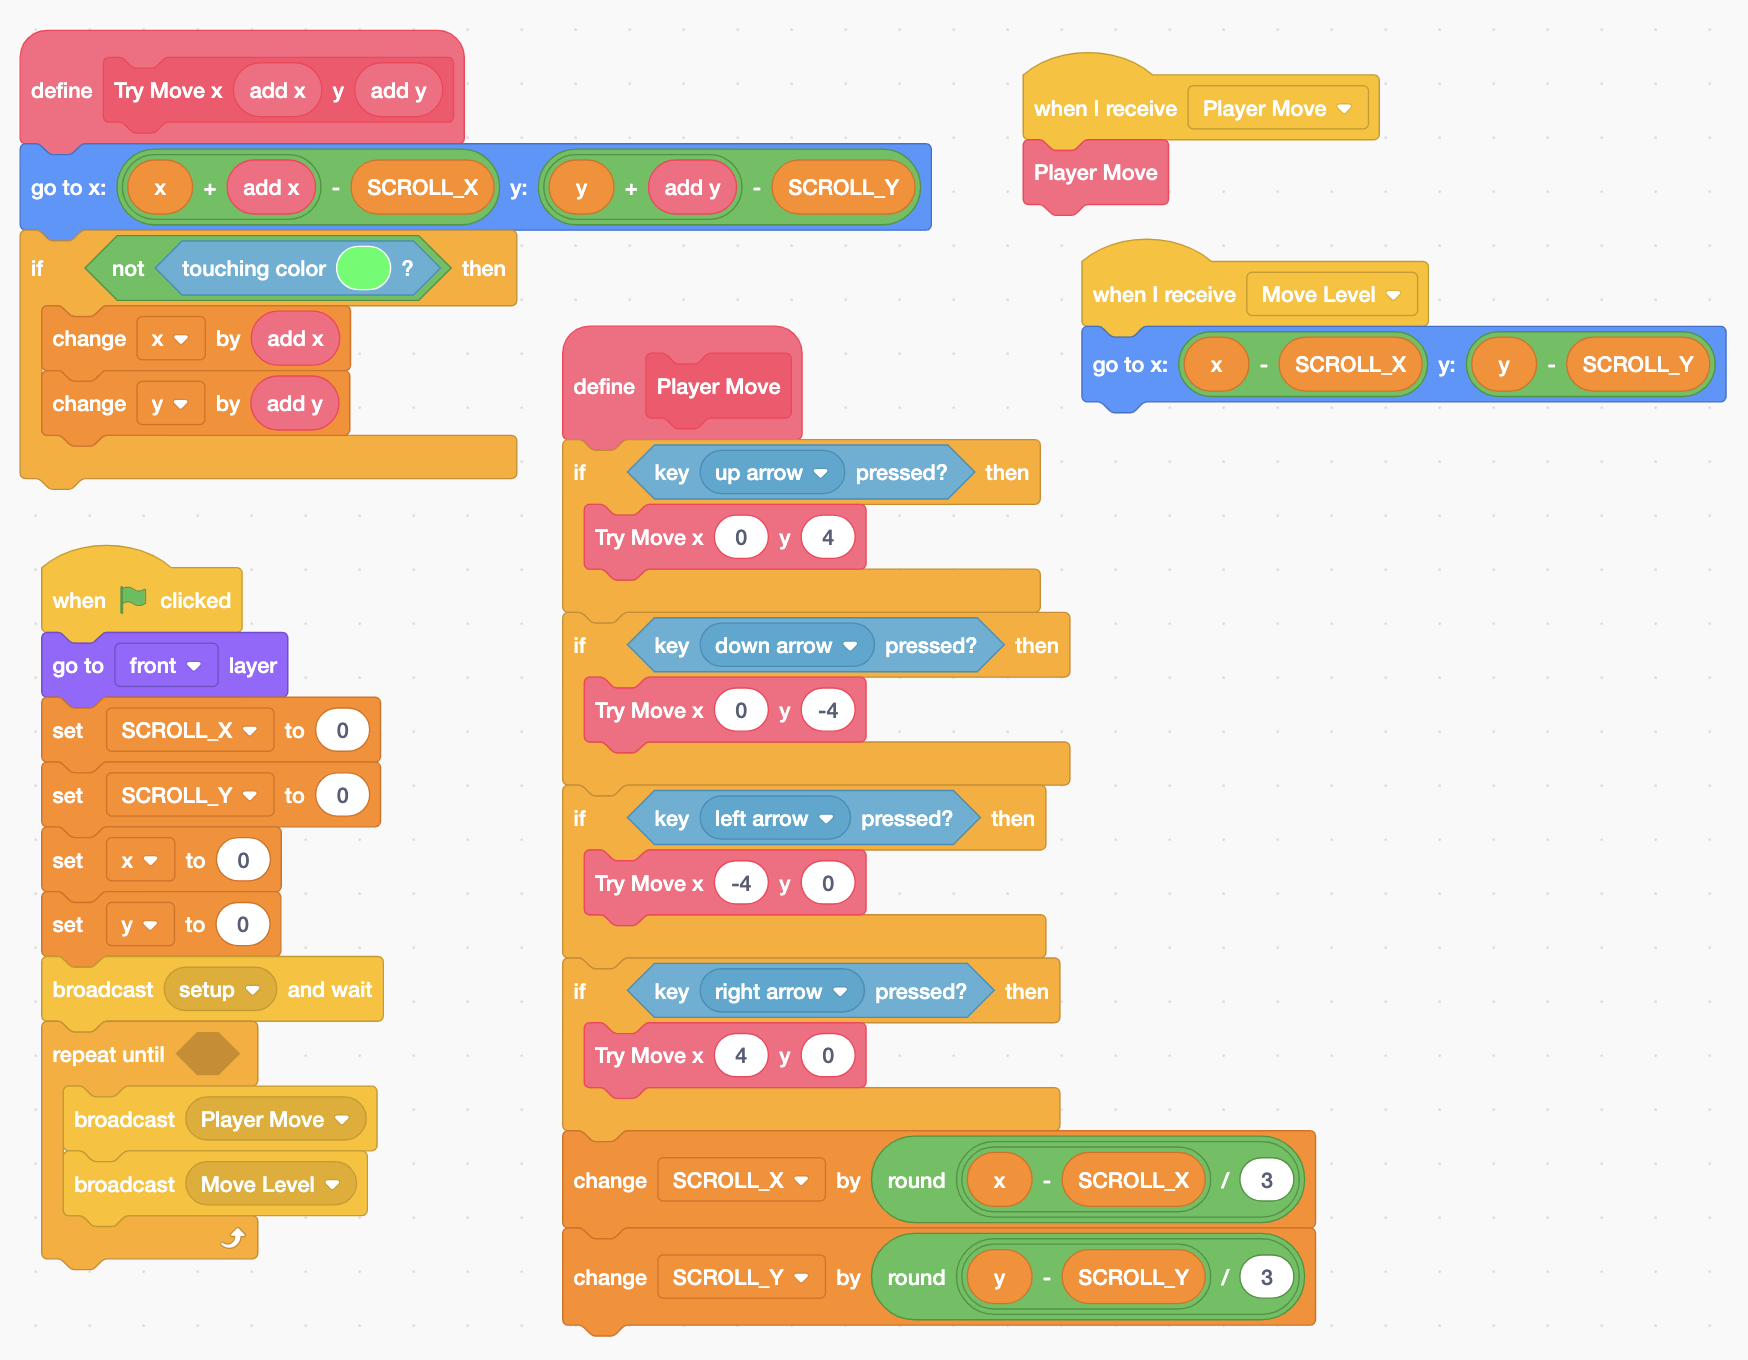 define Try Move x add x y add y
go to x: x + add x - SCROLL_X y: y + add y - SCROLL_Y
if not touching color ? then
change x by add x
change y by add y
when clicked
go to front layer
set SCROLL_X to 0
set SCROLL_Y to 0
set x to 0
set y to 0
broadcast setup and wait
repeat until
broadcast Player Move
broadcast Move Level
define Player Move
if key up arrow pressed? then
Try Move x 0 y 4
if key down arrow pressed? then
Try Move x 0 y -4
if key left arrow pressed? then
Try Move x -4 y 0
if key right arrow pressed? then
Try Move x 4 y 0
change SCROLL_X by round x - SCROLL_X / 3
change SCROLL_Y by round y - SCROLL_Y / 3
when I receive Player Move
Player Move
when I receive Move Level
go to x: x - SCROLL_X y: y - SCROLL_Y